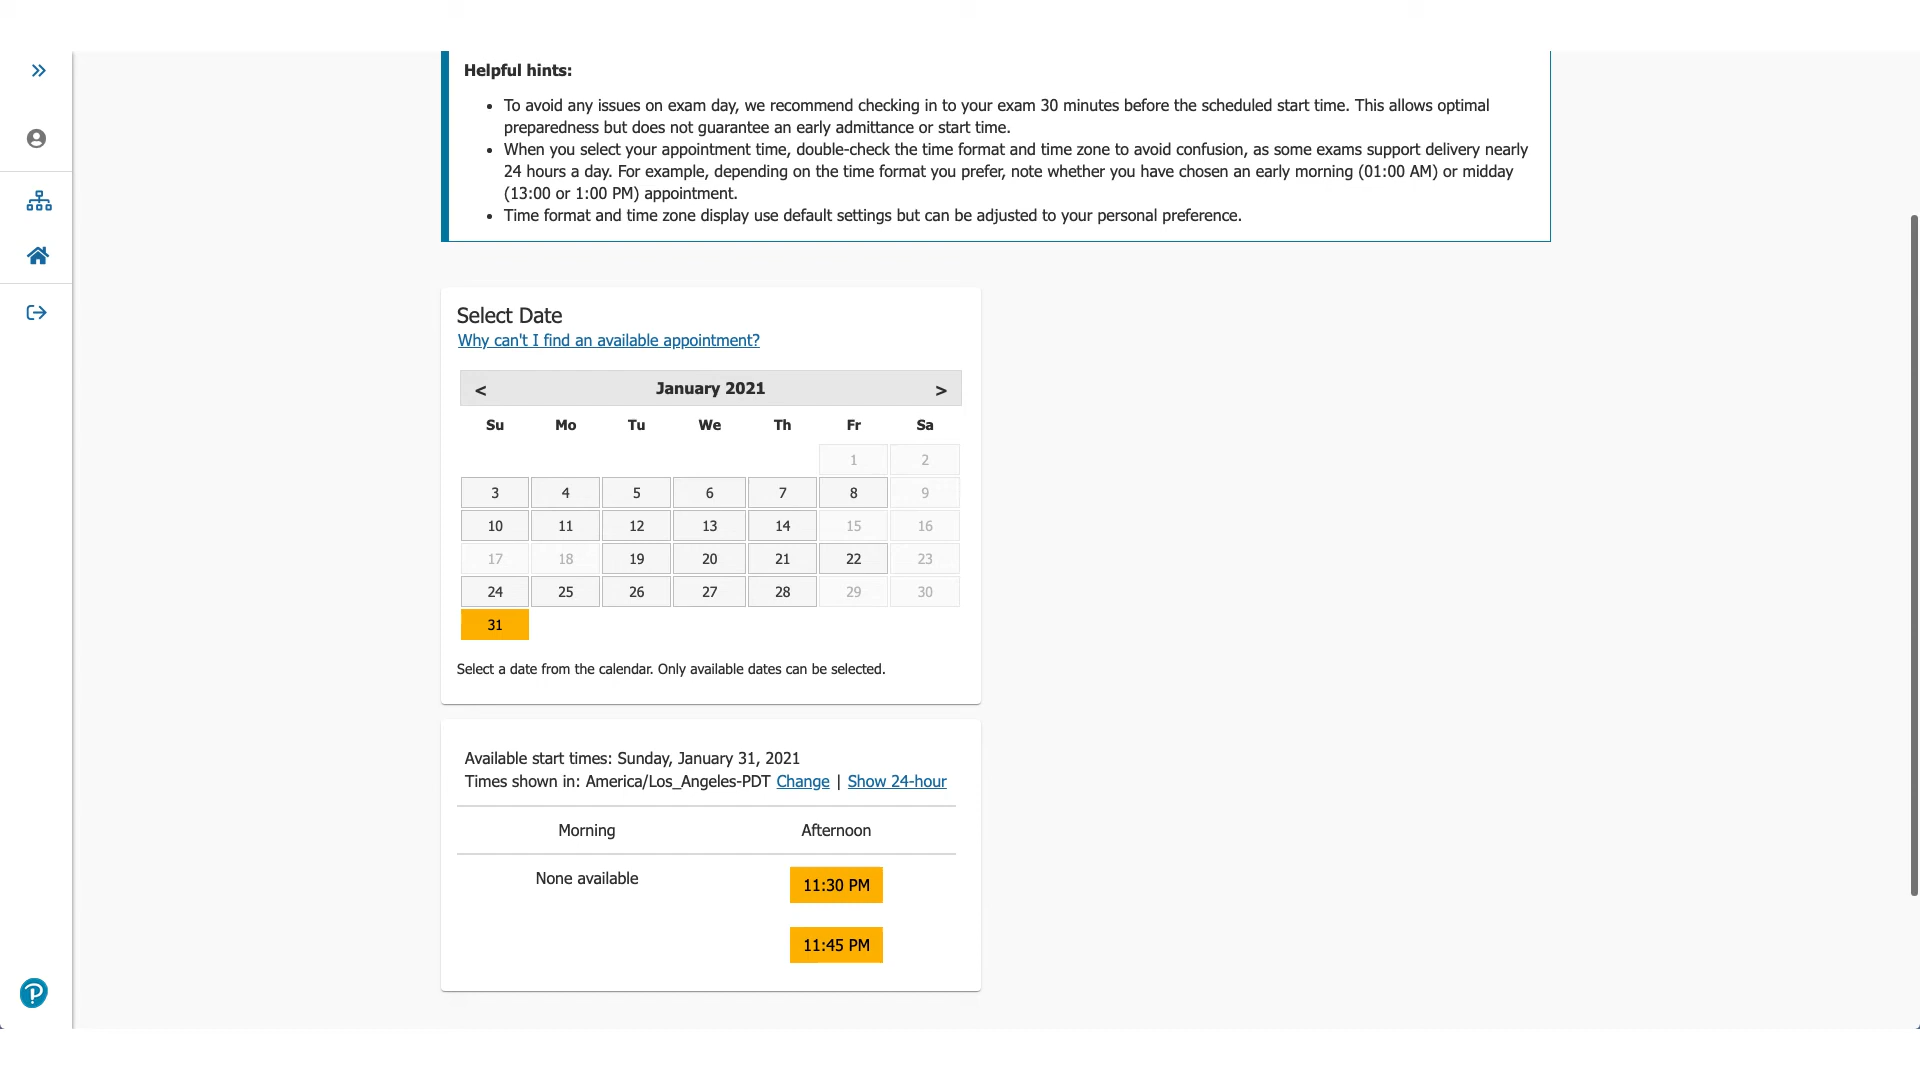 Helpful hints:
• To avoid any issues on exam day, we recommend checking in to your exam 30 minutes before the scheduled start time. This allows optimal
preparedness but does not guarantee an early admittance or start time.
• When you select your appointment time, double-check the time format and time zone to avoid confusion, as some exams support delivery nearly
24 hours a day. For example, depending on the time format you prefer, note whether you have chosen an early morning (01:00 AM) or midday
(13:00 or 1:00 PM) appointment.
• Time format and time zone display use default settings but can be adjusted to your personal preference.
Select Date
Why can't I find an available appointment?
< January 2021 >
Su Mo Tu We Th Fr Sa
1 2
3 4 5 6 7 8 9
10 11 12 13 14 15 16
17 18 19 20 21 22 23
24 25 26 27 28 29 30
31
Select a date from the calendar. Only available dates can be selected.
Available start times: Sunday, January 31, 2021
Times shown in: America/Los_Angeles-PDT Change | Show 24-hour
Morning Afternoon
None available 11:30 PM
11:45 PM